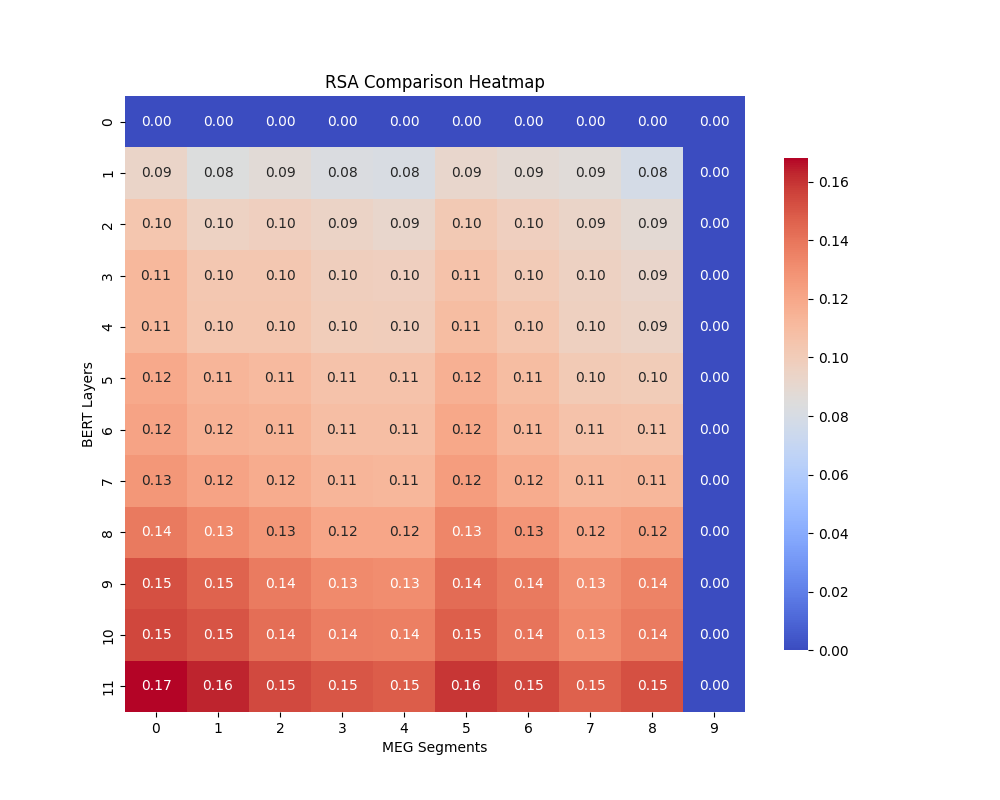 RSA Comparison Heatmap
0 0.00 0.00 0.00 0.00 0.00 0.00 0.00 0.00 0.00 0.00
1 0.09 0.08 0.09 0.08 0.08 0.09 0.09 0.09 0.08 0.00
2 0.10 0.10 0.10 0.09 0.09 0.10 0.10 0.09 0.09 0.00
3 0.11 0.10 0.10 0.10 0.10 0.11 0.10 0.10 0.09 0.00
4 0.11 0.10 0.10 0.10 0.10 0.11 0.10 0.10 0.09 0.00
5 0.12 0.11 0.11 0.11 0.11 0.12 0.11 0.10 0.10 0.00
6 0.12 0.12 0.11 0.11 0.11 0.12 0.11 0.11 0.11 0.00
7 0.13 0.12 0.12 0.11 0.11 0.12 0.12 0.11 0.11 0.00
8 0.14 0.13 0.13 0.12 0.12 0.13 0.13 0.12 0.12 0.00
9 0.15 0.15 0.14 0.13 0.13 0.14 0.14 0.13 0.14 0.00
10 0.15 0.15 0.14 0.14 0.14 0.15 0.14 0.13 0.14 0.00
11 0.17 0.16 0.15 0.15 0.15 0.16 0.15 0.15 0.15 0.00
0 1 2 3 4 5 6 7 8 9
MEG Segments
BERT Layers
0.16
0.14
0.12
0.10
0.08
0.06
0.04
0.02
0.00